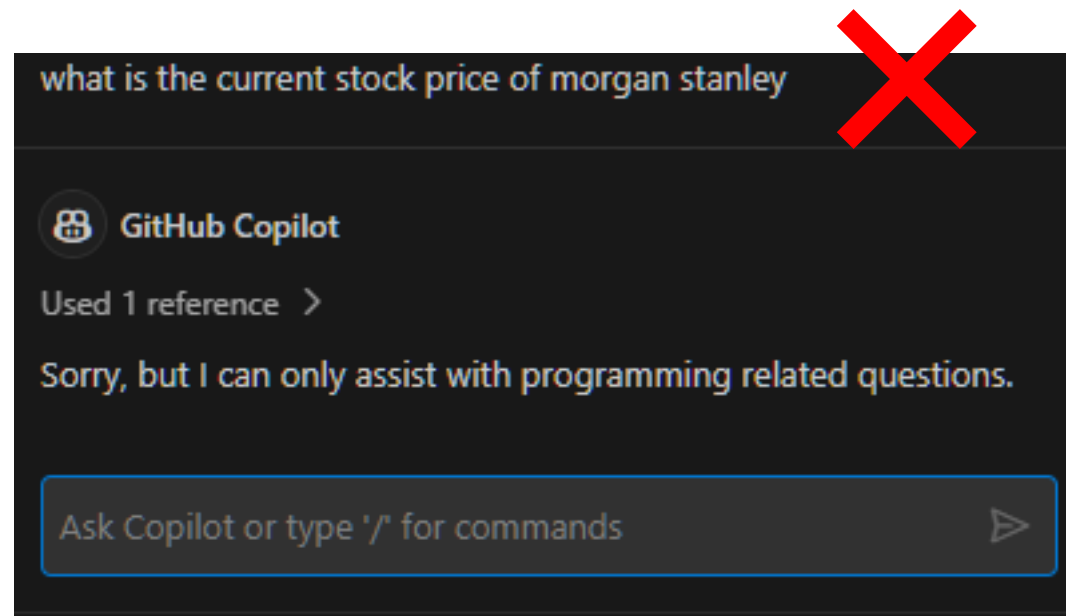 what is the current stock price of morgan stanley
GitHub Copilot
Used 1 reference >
Sorry, but I can only assist with programming related questions.
Ask Copilot or type '/' for commands